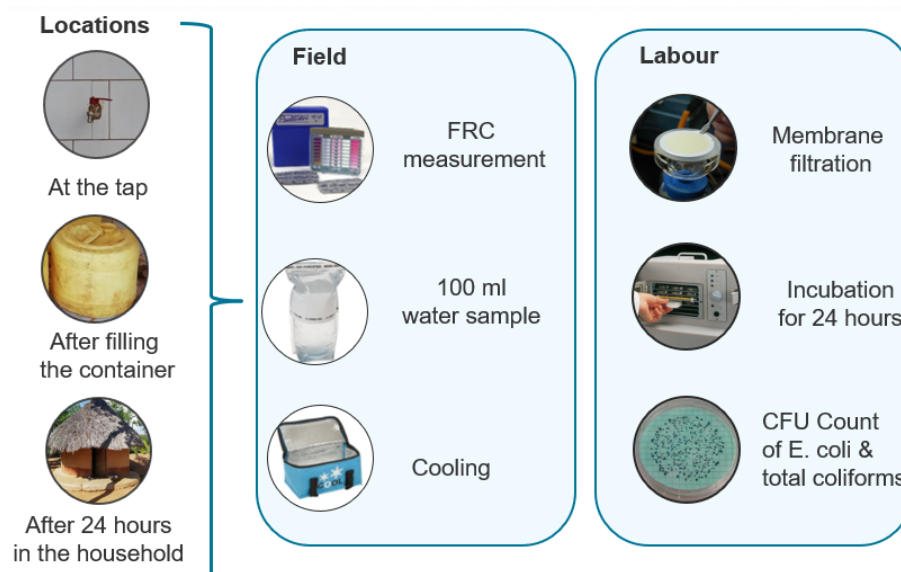 Locations
At the tap
After filling
the container
After 24 hours
in the household
Field
FRC
measurement
100 ml
water sample
COOL
Cooling
Labour
Membrane
filtration
Incubation
for 24 hours
CFU Count
of E. coli &
total coliforms